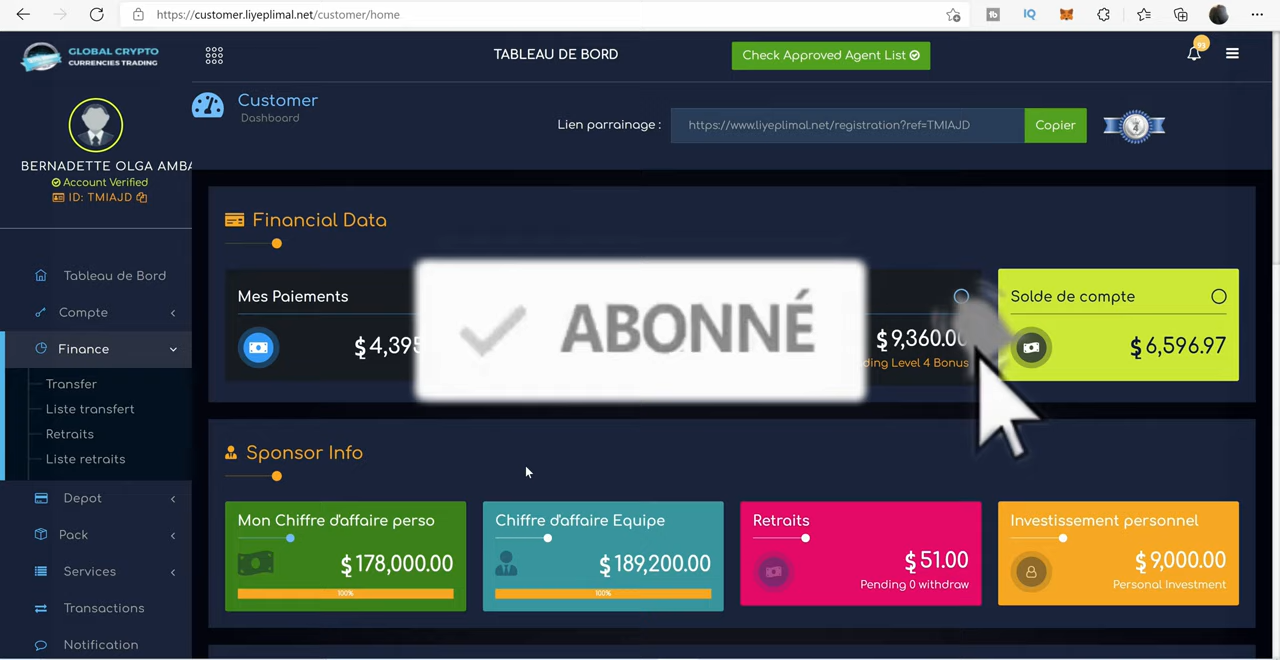 https://customer.liyeplimal.net/customer/home
IQ
GLOBAL CRYPTO
CURRENCIES TRADING
TABLEAU DE BORD
Check Approved Agent List
93
Customer
Dashboard
Lien parrainage :
https://www.liyeplimal.net/registration?ref=TMIAJD
Copier
4
BERNADETTE OLGA AMBA
Account Verified
ID: TMIAJD
Tableau de Bord
Compte
Finance
Transfer
Liste transfert
Retraits
Liste retraits
Depot
Pack
Services
Transactions
Notification
Financial Data
Mes Paiements
$4,395
ABONNÉ
$9,360.00
ding Level 4 Bonus
Solde de compte
$6,596.97
Sponsor Info
Mon Chiffre d'affaire perso
$178,000.00
100%
Chiffre d'affaire Equipe
$189,200.00
100%
Retraits
$51.00
Pending 0 withdraw
Investissement personnel
$9,000.00
Personal Investment